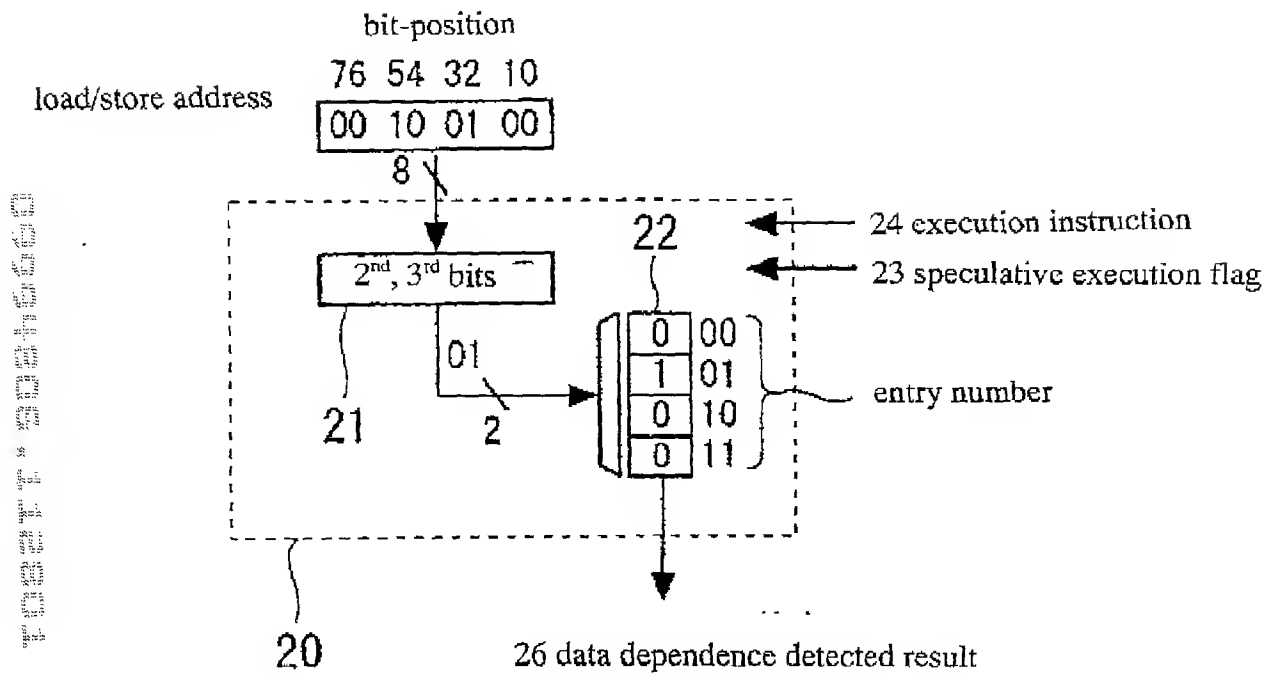 bit-position
76 54 32 10
load/store address
00 10 01 00
8
24 execution instruction
22
2nd, 3rd bits
23 speculative execution flag
0 00
01
1 01
entry number
0 10
21
2
0 11
20
26 data dependence detected result